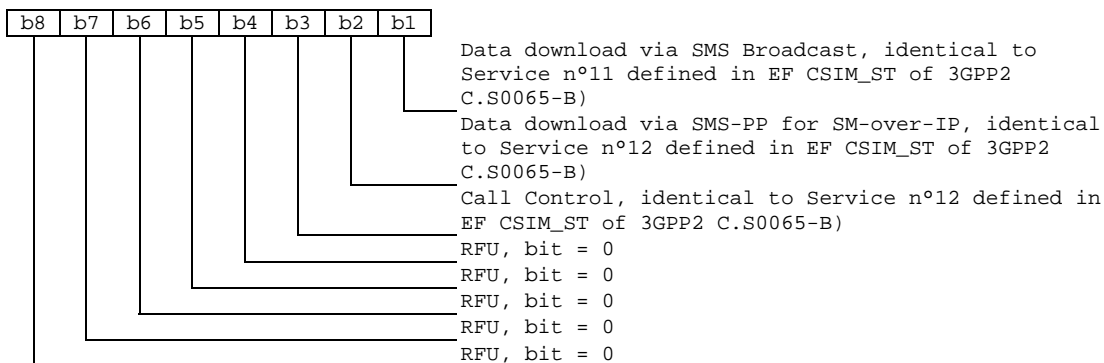 b8 b7 b6 b5 b4 b3 b2 b1
Data download via SMS Broadcast, identical to
Service nº11 defined in EF CSIM_ST of 3GPP2
C.S0065-B)
Data download via SMS-PP for SM-over-IP, identical
to Service nº12 defined in EF CSIM_ST of 3GPP2
C.S0065-B)
Call Control, identical to Service nº12 defined in
EF CSIM_ST of 3GPP2 C.S0065-B)
RFU, bit = 0
RFU, bit = 0
RFU, bit = 0
RFU, bit = 0
RFU, bit = 0